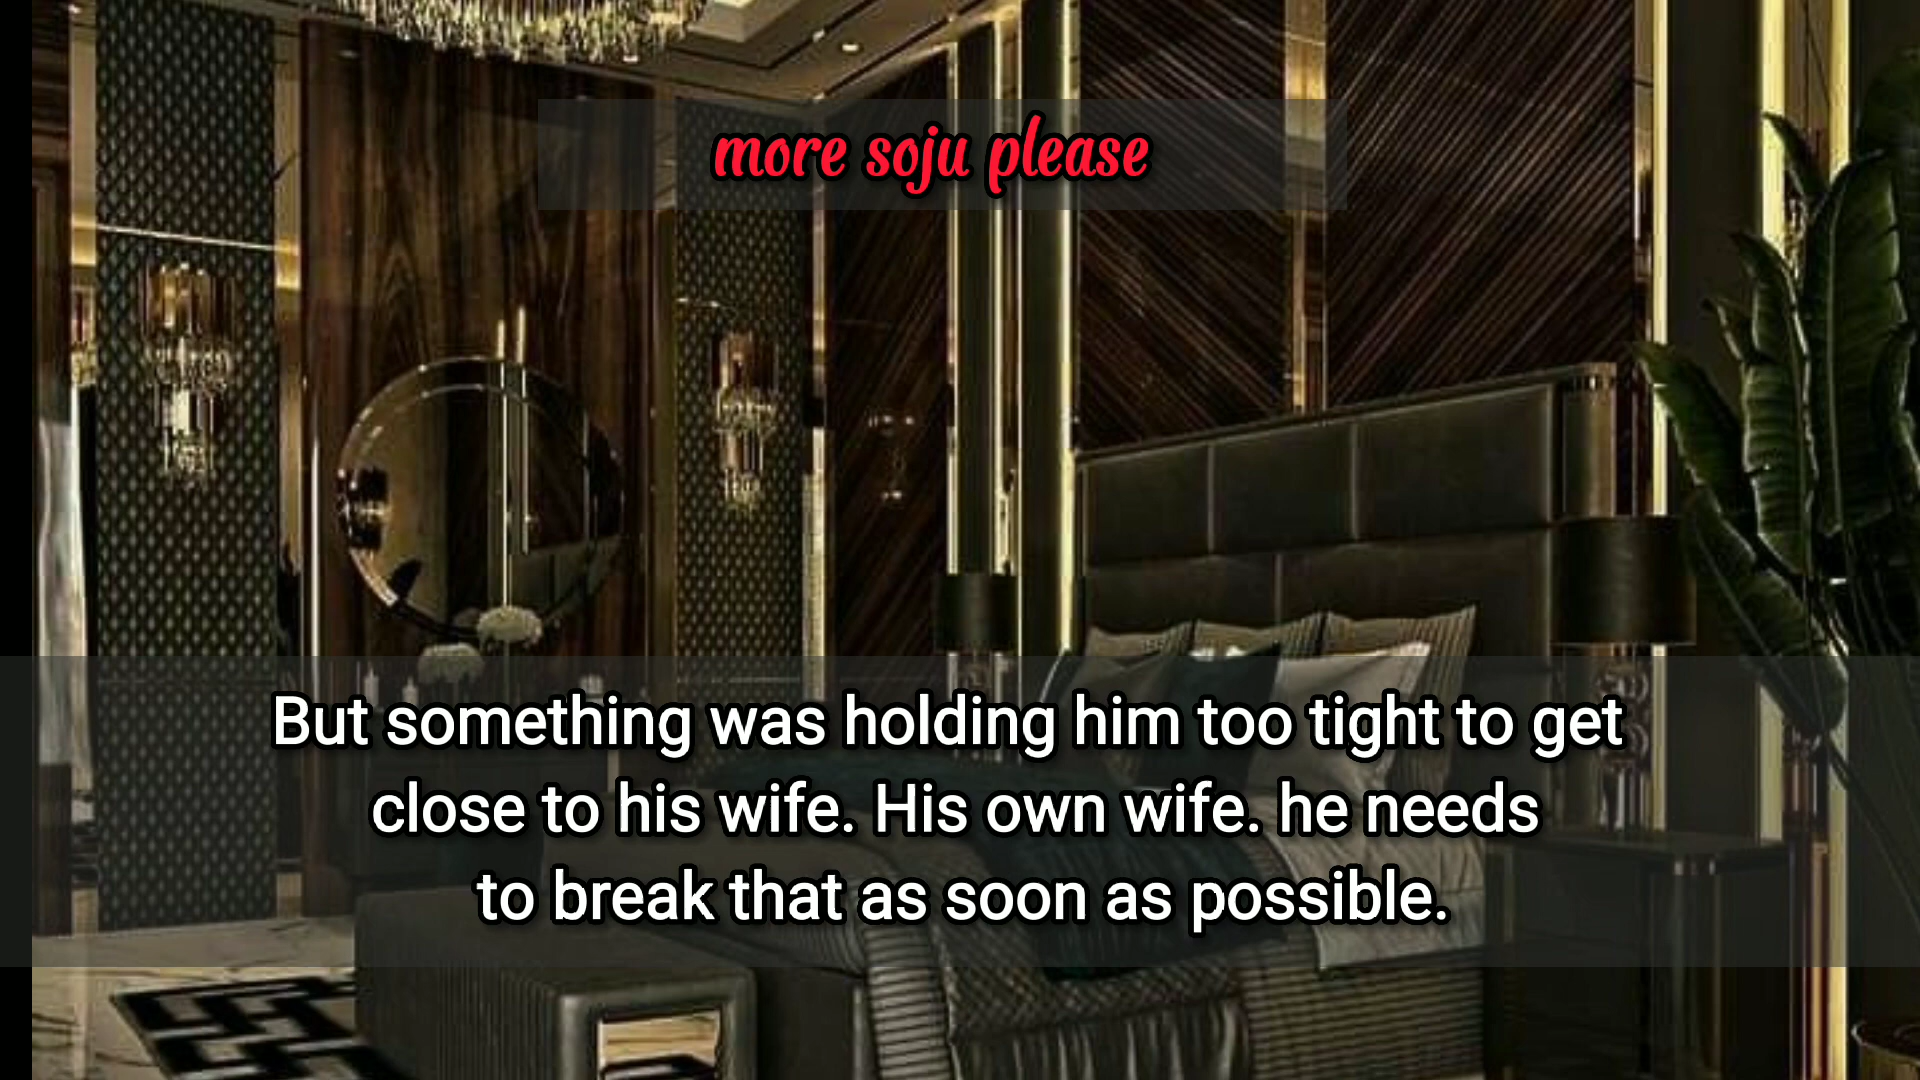 more soju please
But something was holding him too tight to get
close to his wife. His own wife. he needs
to break that as soon as possible.